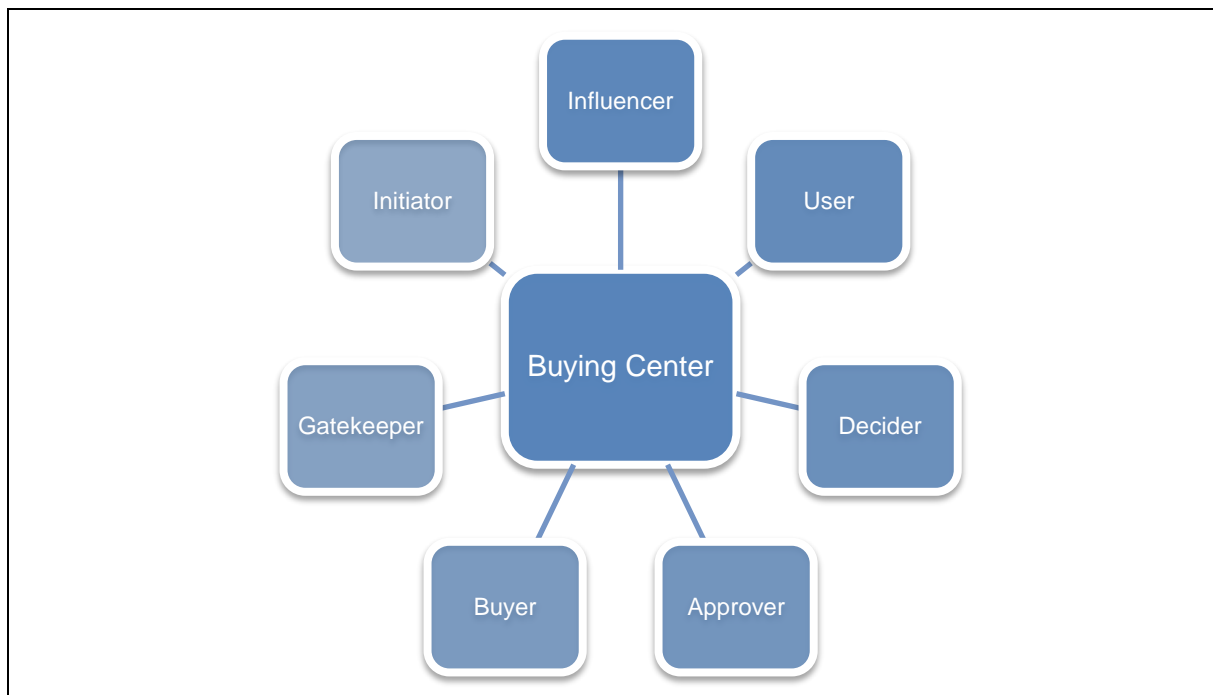 Influencer
Initiator
User
Buying Center
Gatekeeper
Decider
Buyer
Approver